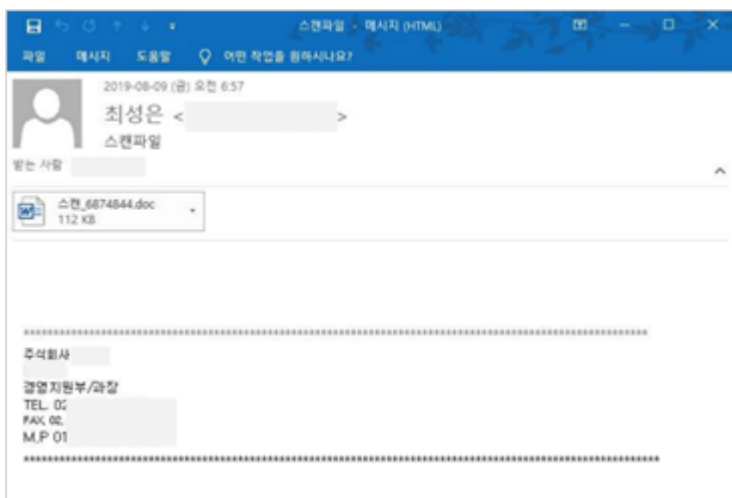 스캔파일 - 메시지 (HTML)
파일 메시지 도움말 어떤 작업을 원하시나요?
2019-08-09 (금) 오전 6:57
최성은 < >
스캔파일
받는 사람
스캔_6874844.doc
112 KB
주식회사
경영지원부/과장
TEL. 02
FAX. 02.
M.P 01